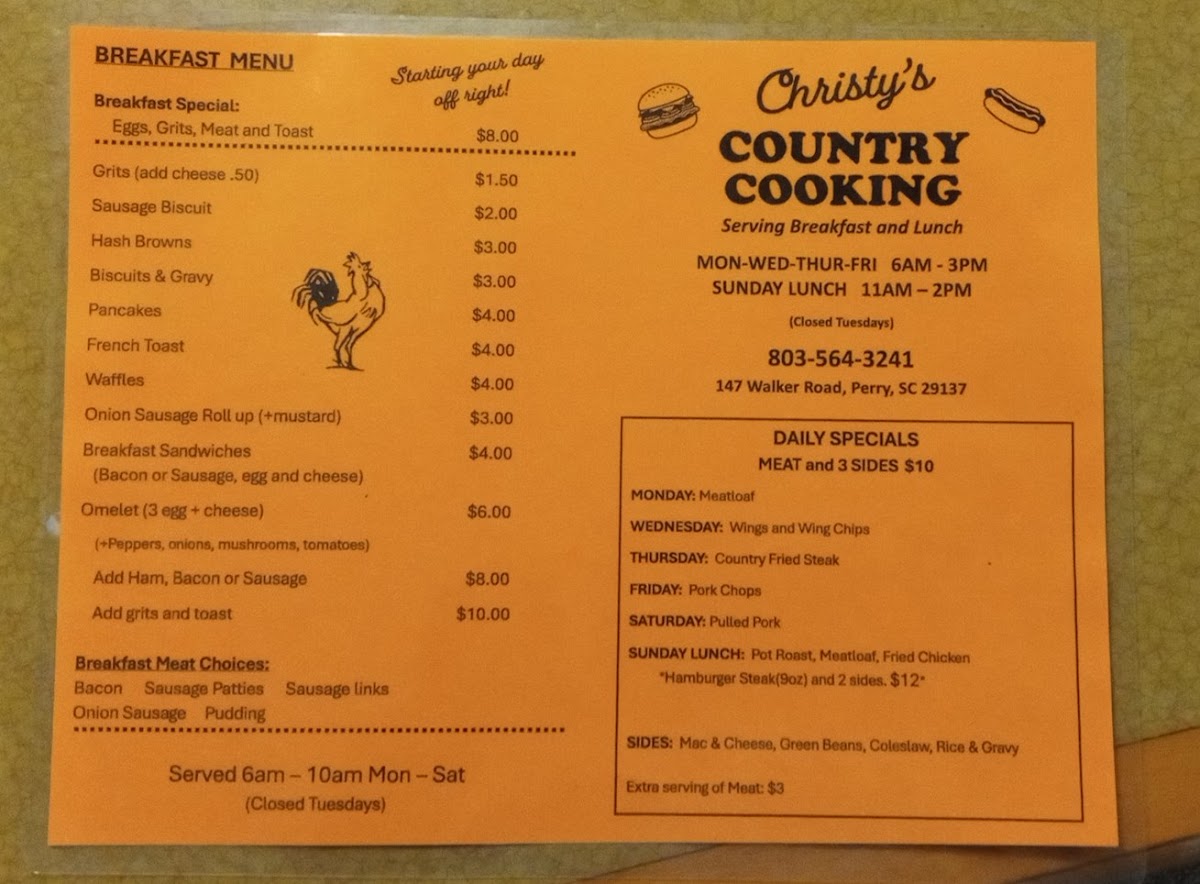 BREAKFAST MENU
Starting your day
off right!
Breakfast Special:
Eggs, Grits, Meat and Toast $8.00
Grits (add cheese .50) $1.50
Sausage Biscuit $2.00
Hash Browns $3.00
Biscuits & Gravy $3.00
Pancakes $4.00
French Toast $4.00
Waffles $4.00
Onion Sausage Roll up (+mustard) $3.00
Breakfast Sandwiches $4.00
(Bacon or Sausage, egg and cheese)
Omelet (3 egg + cheese) $6.00
(+Peppers, onions, mushrooms, tomatoes)
Add Ham, Bacon or Sausage $8.00
Add grits and toast $10.00
Breakfast Meat Choices:
Bacon Sausage Patties Sausage links
Onion Sausage Pudding
Served 6am – 10am Mon – Sat
(Closed Tuesdays)
Christy's
COUNTRY
COOKING
Serving Breakfast and Lunch
MON-WED-THUR-FRI 6AM - 3PM
SUNDAY LUNCH 11AM – 2PM
(Closed Tuesdays)
803-564-3241
147 Walker Road, Perry, SC 29137
DAILY SPECIALS
MEAT and 3 SIDES $10
MONDAY: Meatloaf
WEDNESDAY: Wings and Wing Chips
THURSDAY: Country Fried Steak
FRIDAY: Pork Chops
SATURDAY: Pulled Pork
SUNDAY LUNCH: Pot Roast, Meatloaf, Fried Chicken
*Hamburger Steak(9oz) and 2 sides. $12*
SIDES: Mac & Cheese, Green Beans, Coleslaw, Rice & Gravy
Extra serving of Meat: $3